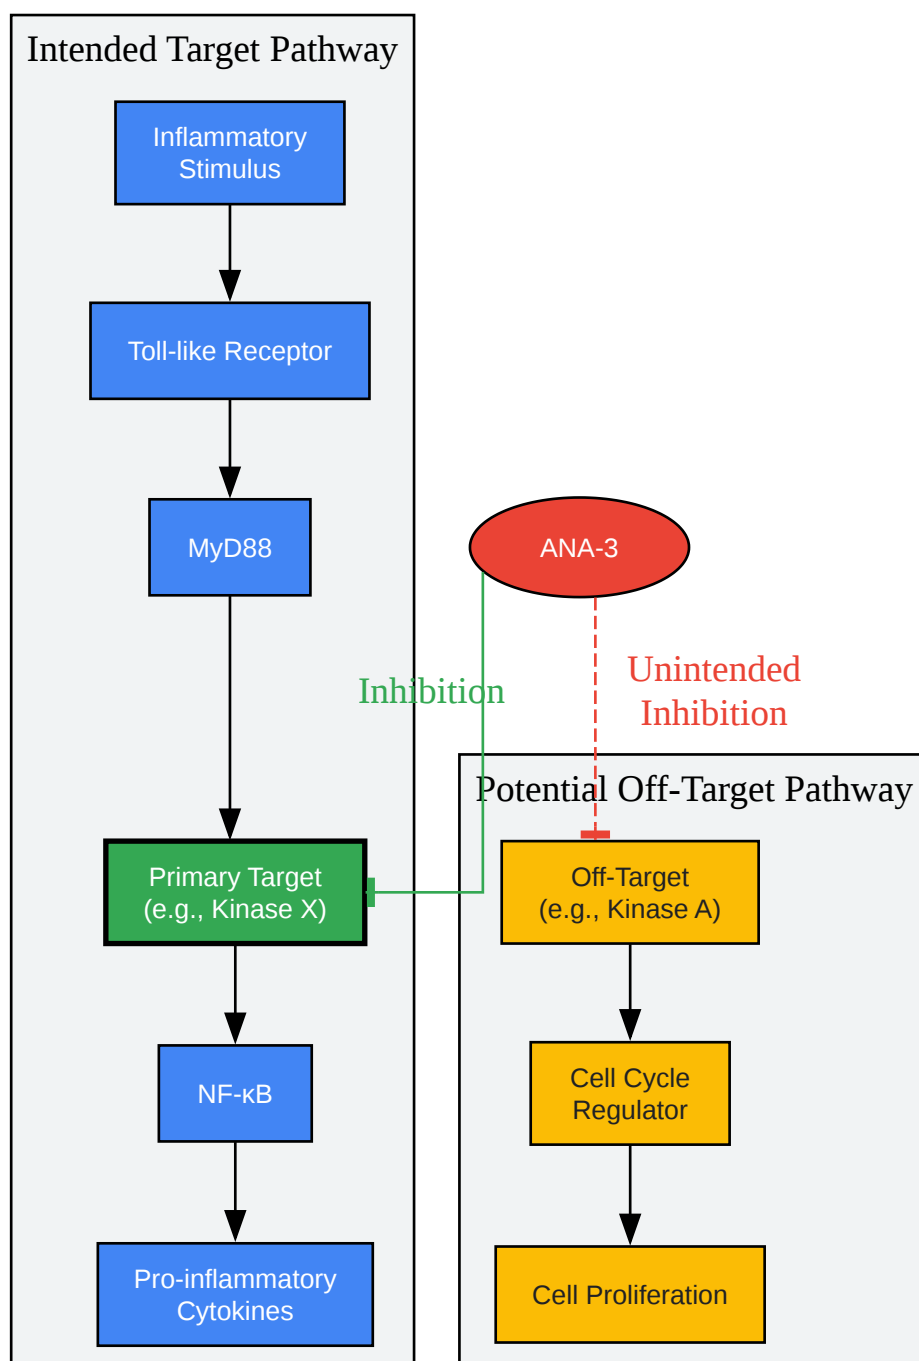 Intended Target Pathway
Inflammatory
Stimulus
Toll-like Receptor
MyD88
ANA-3
Inhibition
Unintended
Inhibition
Primary Target
(e.g., Kinase X)
NF-κB
Pro-inflammatory
Cytokines
Potential Off-Target Pathway
Off-Target
(e.g., Kinase A)
Cell Cycle
Regulator
Cell Proliferation